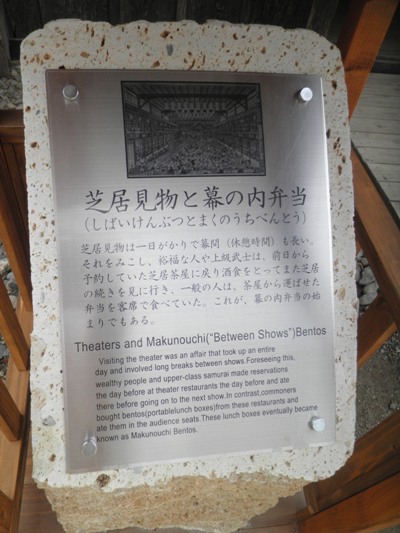 芝居見物と幕の内弁当
(しばいけんぶつとまくのうちべんとう)
芝居見物は一日がかりで幕間(休憩時間)も長い。
それをみこし、裕福な人や上級武士は、前日から
予約していた芝居茶屋に戻り酒食をとってまた芝居
の続きを見に行き、一般の人は、茶屋から運ばせた
弁当を客席で食べていた。これが、幕の内弁当の始
まりでもある。
Theaters and Makunouchi("Between Shows")Bentos
Visiting the theater was an affair that took up an entire
day and involved long breaks between shows.Foreseeing this.
wealthy people and upper-class samurai made reservations
the day before at theater restaurants the day before and ate
there before going on to the next show.In contrast,commoners
bought bentos(portablelunch boxes)from these restaurants and
ate them in the audience seats.These lunch boxes eventually became
known as Makunouchi Bentos.